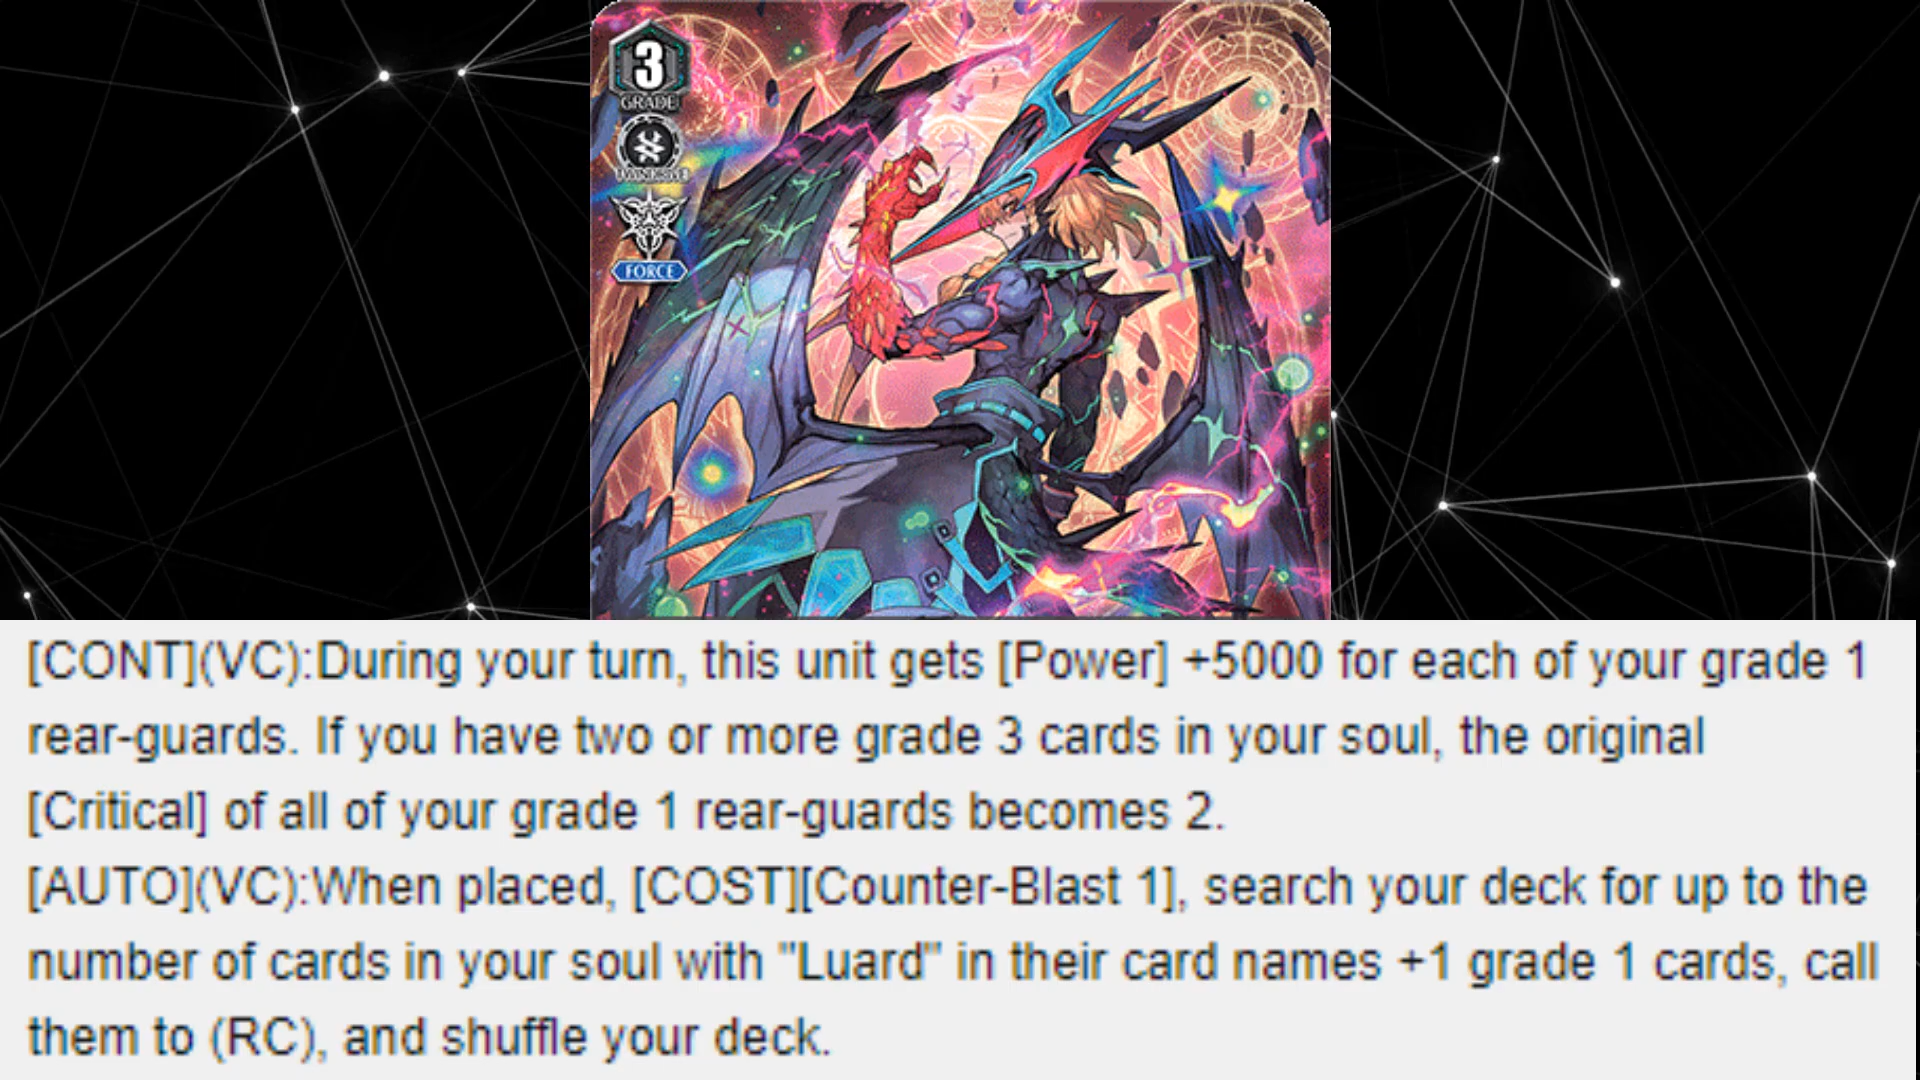 3
GRADE
TWIN DRIVE
FORCE
[CONT](VC):During your turn, this unit gets [Power] +5000 for each of your grade 1
rear-guards. If you have two or more grade 3 cards in your soul, the original
[Critical] of all of your grade 1 rear-guards becomes 2.
[AUTO](VC):When placed, [COST][Counter-Blast 1], search your deck for up to the
number of cards in your soul with "Luard" in their card names +1 grade 1 cards, call
them to (RC), and shuffle your deck.